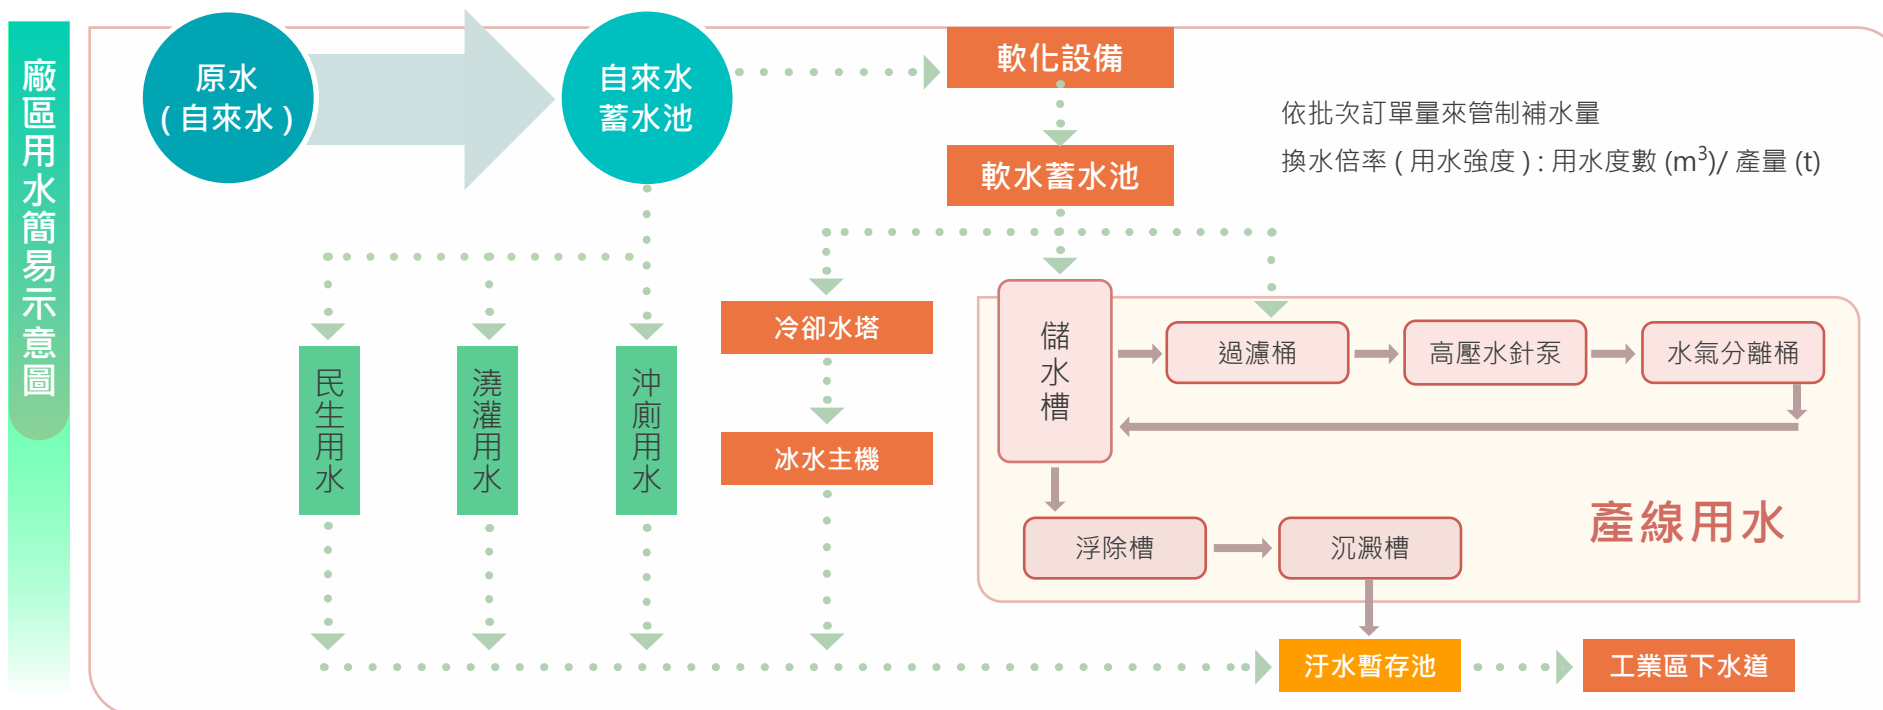 廠區用水簡易示意圖
原水
( 自來水 )
自來水
蓄水池
軟化設備
軟水蓄水池
依批次訂單量來管制補水量
換水倍率 ( 用水強度 ) : 用水度數 (m³)/ 產量 (t)
民生用水
澆灌用水
沖廁用水
冷卻水塔
冰水主機
儲水槽
過濾桶
高壓水針泵
水氣分離桶
浮除槽
沉澱槽
產線用水
汙水暫存池
工業區下水道